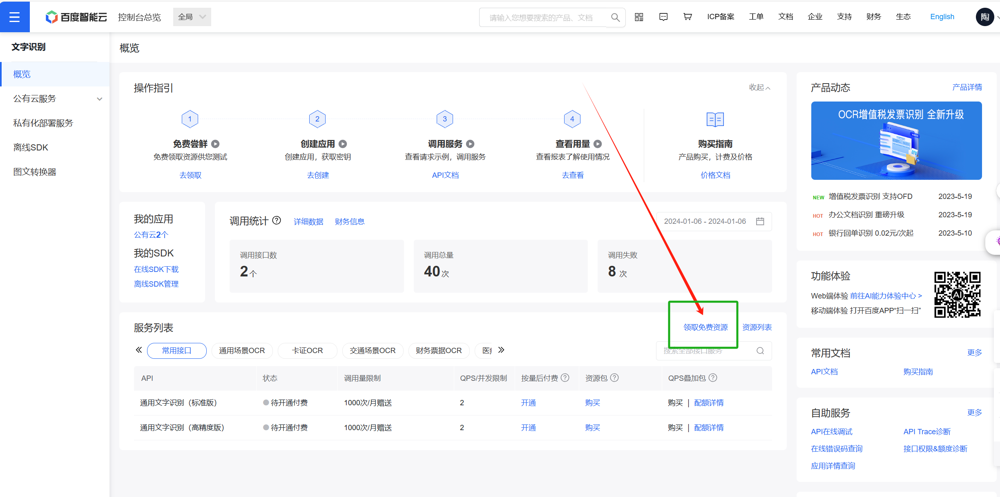 百度智能云 控制台总览 全局 请输入您想要搜索的产品、文档 ICP备案 工单 文档 企业 支持 财务 生态 English 陶
文字识别
概览
公有云服务
私有化部署服务
离线SDK
图文转换器
概览
操作指引 收起
1 2 3 4
免费尝鲜 创建应用 调用服务 查看用量 购买指南
免费领取资源供您测试 创建应用，获取密钥 查看请求示例，调用服务 查看报表了解使用情况 产品购买，计费及价格
去领取 去创建 API文档 去查看 价格文档
我的应用
公有云2个
我的SDK
在线SDK下载
离线SDK管理
调用统计 ? 详细数据 财务信息 2024-01-06 - 2024-01-06
调用接口数 调用总量 调用失败
2个 40次 8 次
服务列表 领取免费资源 资源列表
常用接口 通用场景OCR 卡证OCR 交通场景OCR 财务票据OCR 搜索全部接口服务
API 状态 调用量限制 QPS/并发限制 按量后付费 ? 资源包 ? QPS叠加包 ?
通用文字识别（标准版） 待开通付费 1000次/月赠送 2 开通 购买 购买 | 配额详情
通用文字识别（高精度版） 待开通付费 1000次/月赠送 2 开通 购买 购买 | 配额详情
产品动态 产品详情
OCR增值税发票识别 全新升级
OFD
NEW 增值税发票识别 支持OFD 2023-5-19
HOT 办公文档识别 重磅升级 2023-5-19
HOT 银行回单识别 0.02元/次起 2023-5-10
功能体验
Web端体验 前往AI能力体验中心 >
移动端体验 打开百度APP“扫一扫”
AI
常用文档 更多
API文档 购买指南
自助服务 更多
API在线调试 API Trace诊断
在线错误码查询 接口权限&额度诊断
应用详情查询